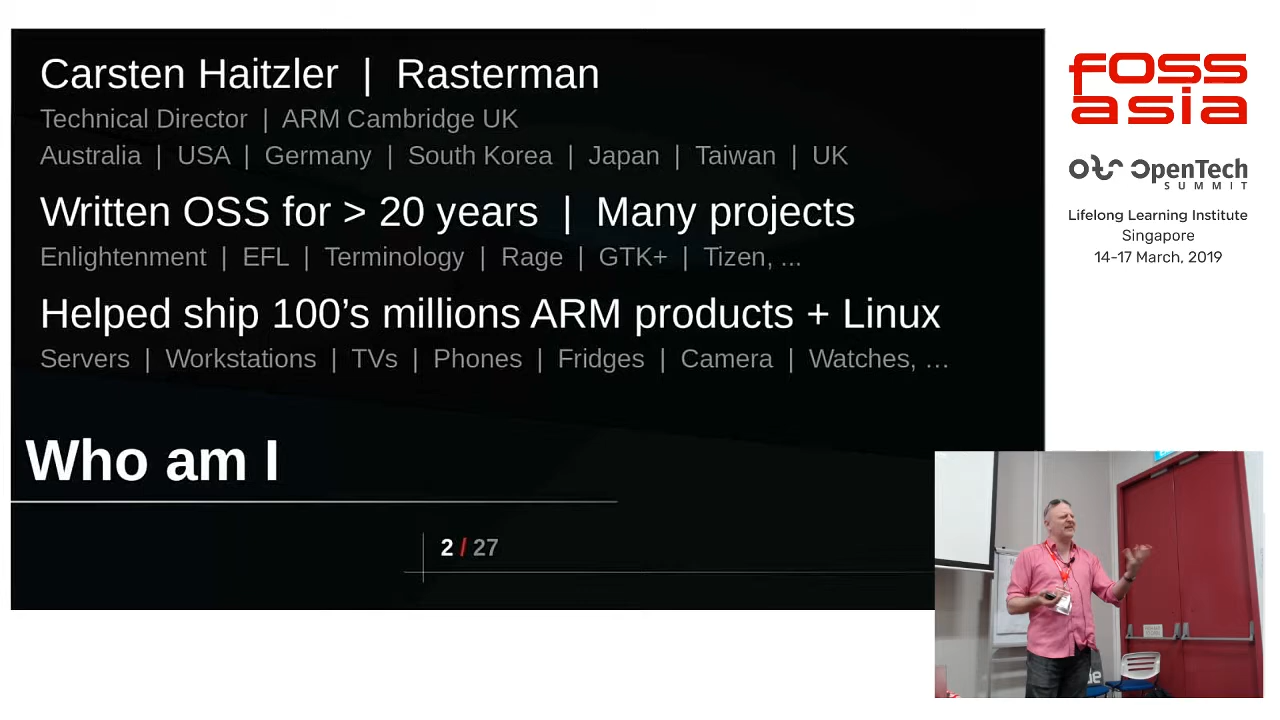 Carsten Haitzler | Rasterman
Technical Director | ARM Cambridge UK
Australia | USA | Germany | South Korea | Japan | Taiwan | UK
Written OSS for > 20 years | Many projects
Enlightenment | EFL | Terminology | Rage | GTK+ | Tizen, ...
Helped ship 100’s millions ARM products + Linux
Servers | Workstations | TVs | Phones | Fridges | Camera | Watches, …
Who am I
2 / 27
fOSS
asia
OpenTech
SUMMIT
Lifelong Learning Institute
Singapore
14-17 March, 2019